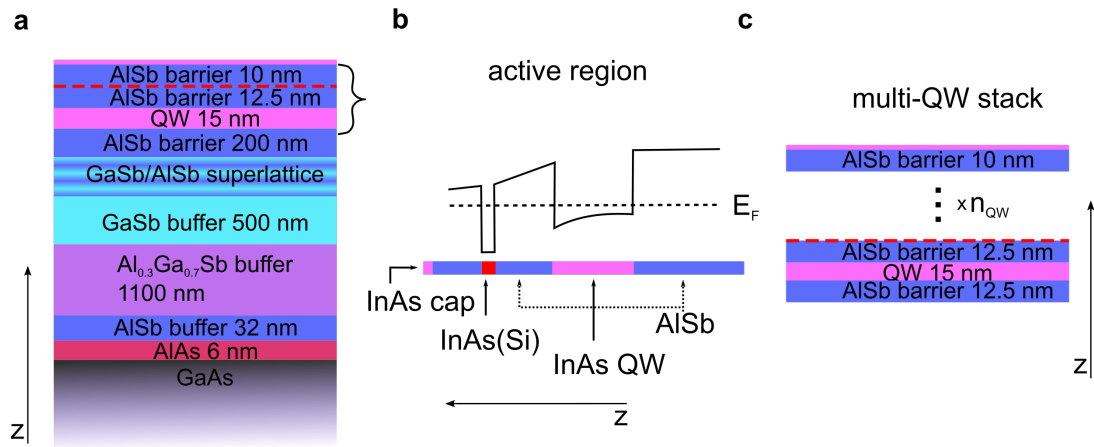 a
AlSb barrier 10 nm
AlSb barrier 12.5 nm
QW 15 nm
AlSb barrier 200 nm
GaSb/AlSb superlattice
GaSb buffer 500 nm
Al0.3Ga0.7Sb buffer
1100 nm
AlSb buffer 32 nm
AlAs 6 nm
GaAs
z
b
active region
EF
InAs cap
InAs(Si)
InAs QW
AlSb
z
c
multi-QW stack
AlSb barrier 10 nm
x nQW
AlSb barrier 12.5 nm
QW 15 nm
AlSb barrier 12.5 nm
z